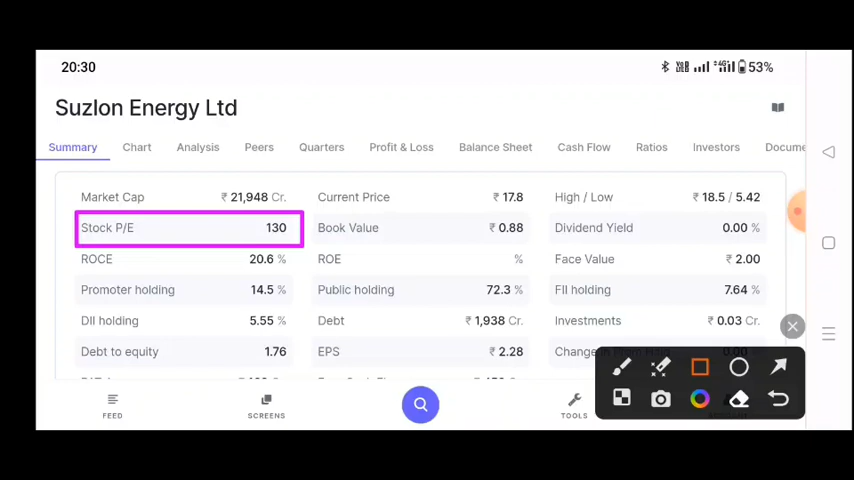 20:30 53%
Suzlon Energy Ltd
Summary Chart Analysis Peers Quarters Profit & Loss Balance Sheet Cash Flow Ratios Investors Docume
Market Cap ₹ 21,948 Cr. Current Price ₹ 17.8 High / Low ₹ 18.5 / 5.42
Stock P/E 130 Book Value ₹ 0.88 Dividend Yield 0.00 %
ROCE 20.6 % ROE % Face Value ₹ 2.00
Promoter holding 14.5 % Public holding 72.3 % FII holding 7.64 %
DII holding 5.55 % Debt ₹ 1,938 Cr. Investments ₹ 0.03 Cr.
Debt to equity 1.76 EPS ₹ 2.28 Change 0.00 %
FEED SCREENS TOOLS